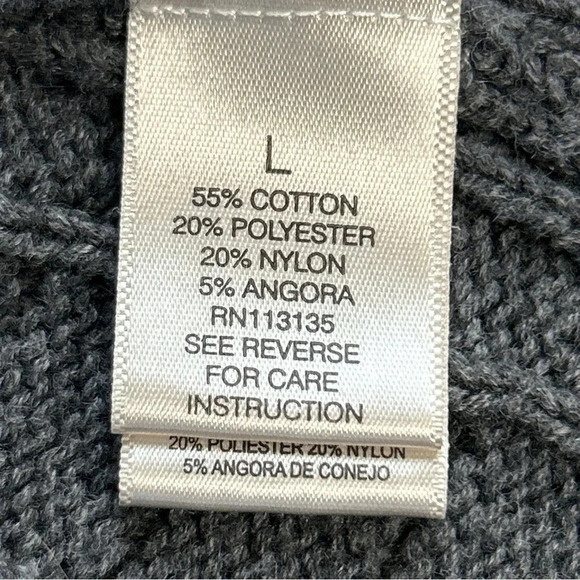 L
55% COTTON
20% POLYESTER
20% NYLON
5% ANGORA
RN113135
SEE REVERSE
FOR CARE
INSTRUCTION
20% POLIESTER 20% NYLON
5% ANGORA DE CONEJO